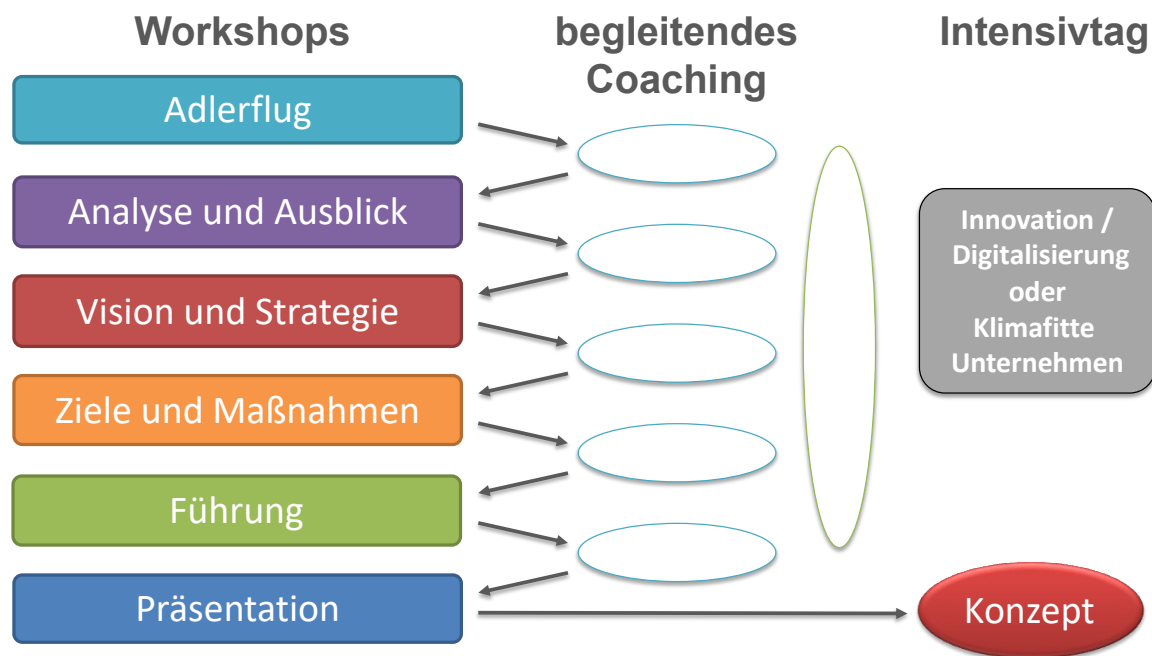 Workshops
begleitendes
Coaching
Intensivtag
Adlerflug
Analyse und Ausblick
Vision und Strategie
Ziele und Maßnahmen
Führung
Präsentation
Innovation /
Digitalisierung
oder
Klimafitte
Unternehmen
Konzept